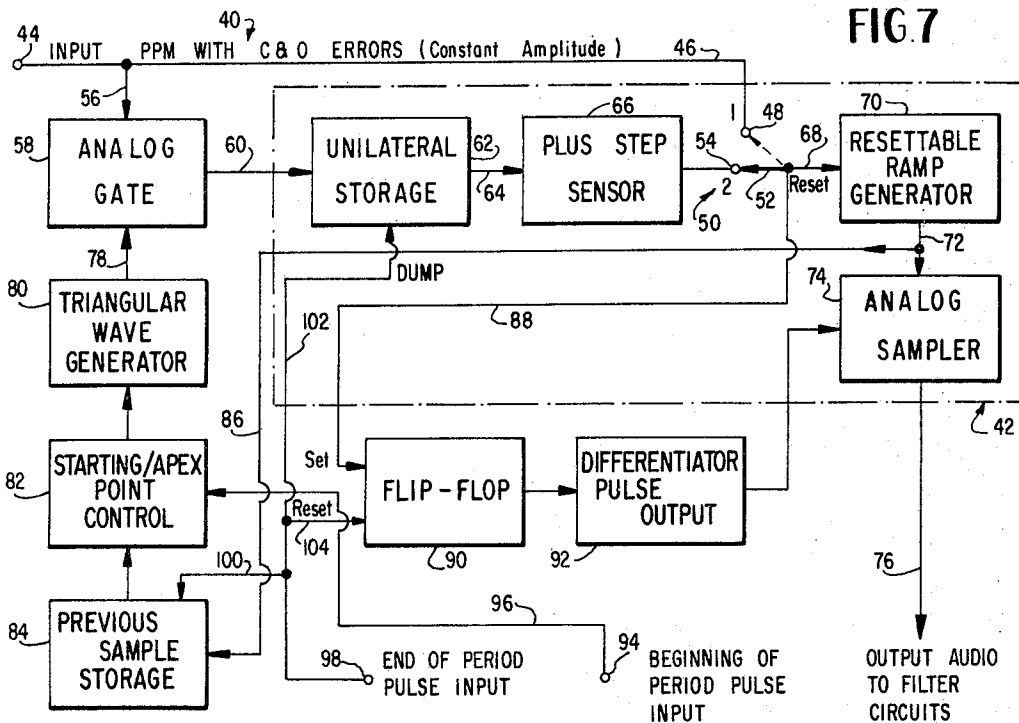 FIG.7
44
40
INPUT PPM WITH C & O ERRORS (Constant Amplitude)
46
56
58
ANALOG
GATE
60
UNILATERAL
STORAGE
62
64
66
PLUS STEP
SENSOR
1
48
54
2
50
52
68
Reset
70
RESETTABLE
RAMP
GENERATOR
72
78
DUMP
80
TRIANGULAR
WAVE
GENERATOR
102
88
74
ANALOG
SAMPLER
86
42
82
STARTING/APEX
POINT
CONTROL
Set
FLIP-FLOP
90
DIFFERENTIATOR
PULSE
OUTPUT
92
Reset
104
100
76
84
PREVIOUS
SAMPLE
STORAGE
96
98
END OF PERIOD
PULSE INPUT
94
BEGINNING OF
PERIOD PULSE
INPUT
OUTPUT AUDIO
TO FILTER
CIRCUITS